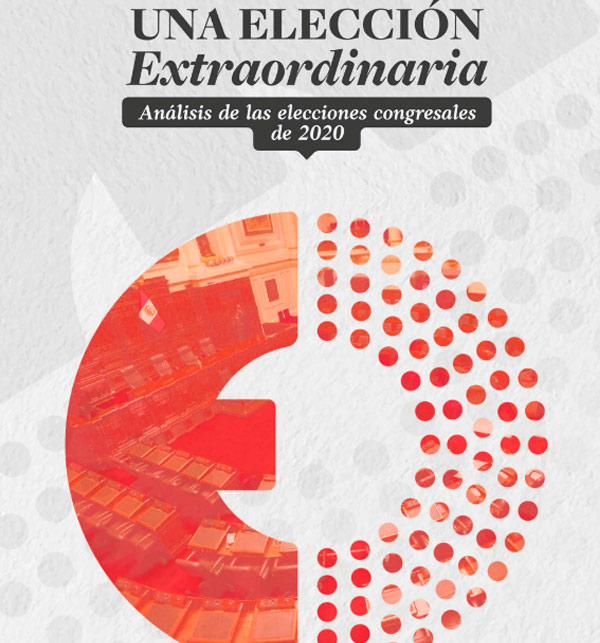 UNA ELECCIÓN
Extraordinaria
Análisis de las elecciones congresales
de 2020